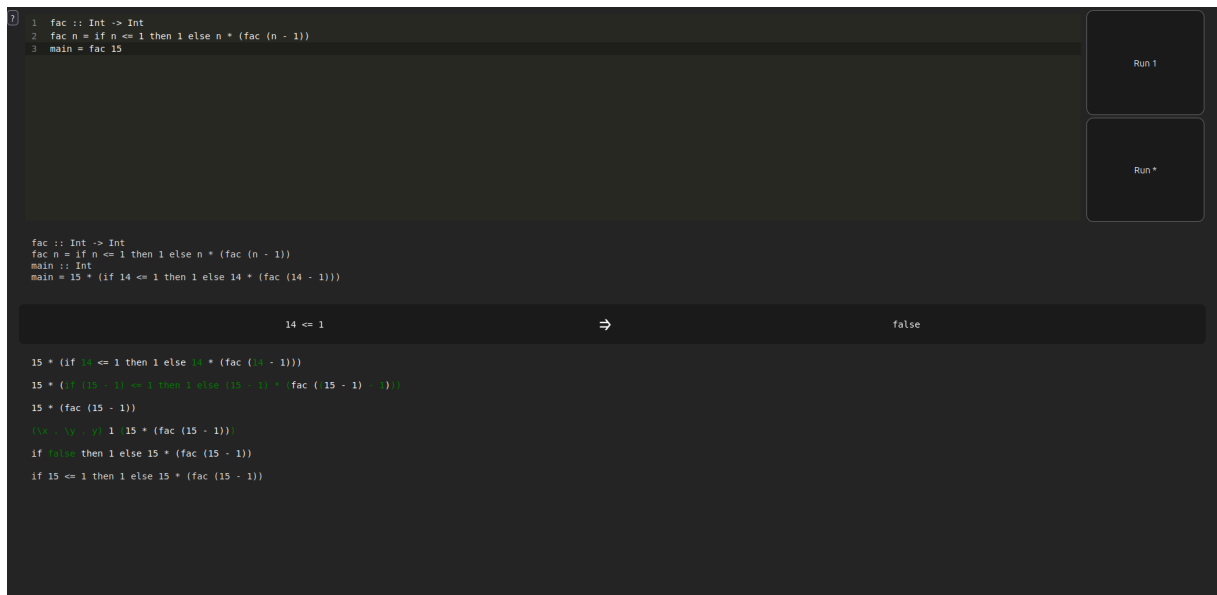 ?
1 fac :: Int -> Int
2 fac n = if n <= 1 then 1 else n * (fac (n - 1))
3 main = fac 15
Run 1
Run *
fac :: Int -> Int
fac n = if n <= 1 then 1 else n * (fac (n - 1))
main :: Int
main = 15 * (if 14 <= 1 then 1 else 14 * (fac (14 - 1)))
14 <= 1 ⇒ false
15 * (if 14 <= 1 then 1 else 14 * (fac (14 - 1)))
15 * (if (15 - 1) <= 1 then 1 else (15 - 1) * (fac ((15 - 1) - 1)))
15 * (fac (15 - 1))
(\x . \y . y) 1 (15 * (fac (15 - 1)))
if false then 1 else 15 * (fac (15 - 1))
if 15 <= 1 then 1 else 15 * (fac (15 - 1))